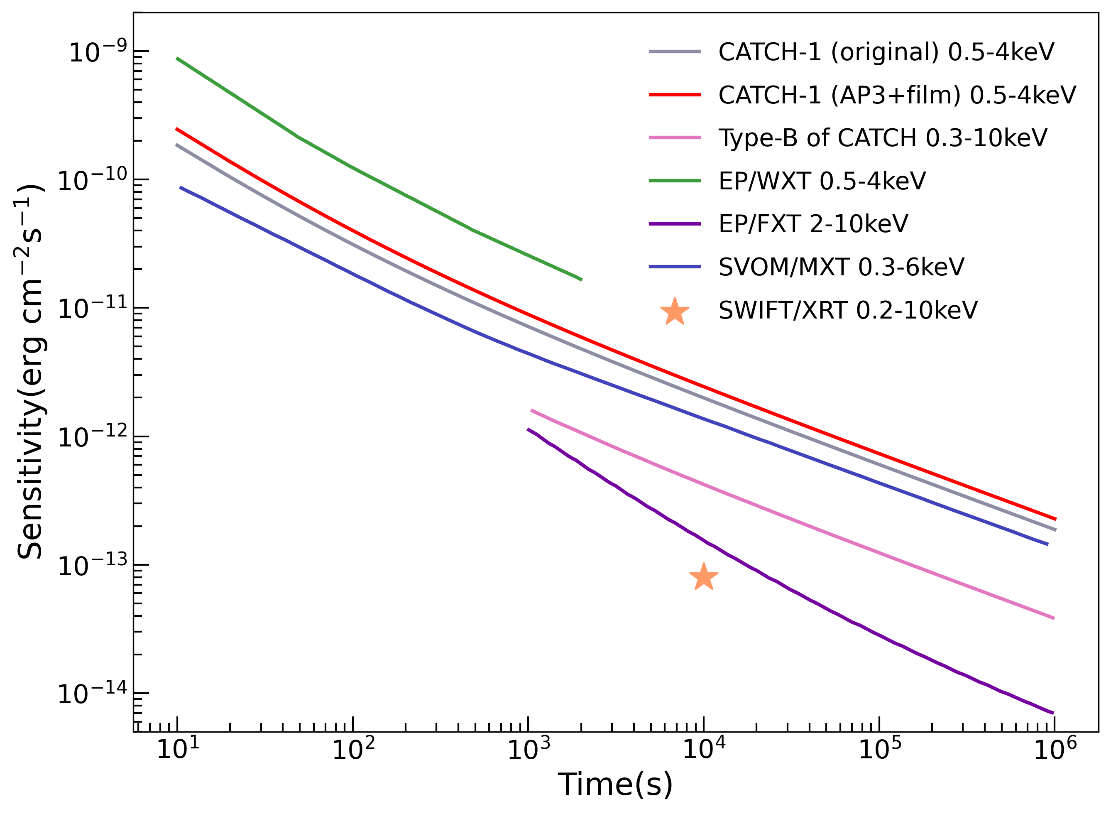 10⁻⁹
10⁻¹⁰
10⁻¹¹
10⁻¹²
10⁻¹³
10⁻¹⁴
Sensitivity(erg cm⁻²s⁻¹)
CATCH-1 (original) 0.5-4keV
CATCH-1 (AP3+film) 0.5-4keV
Type-B of CATCH 0.3-10keV
EP/WXT 0.5-4keV
EP/FXT 2-10keV
SVOM/MXT 0.3-6keV
SWIFT/XRT 0.2-10keV
10¹ 10² 10³ 10⁴ 10⁵ 10⁶
Time(s)